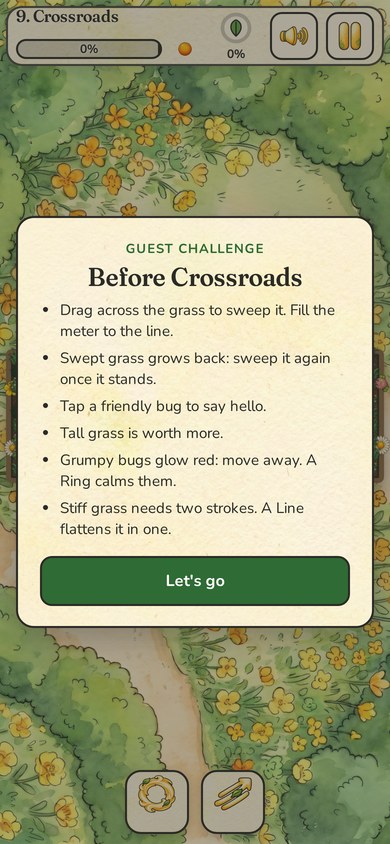 9. Crossroads
0%
0%
GUEST CHALLENGE
Before Crossroads
• Drag across the grass to sweep it. Fill the
meter to the line.
• Swept grass grows back: sweep it again
once it stands.
• Tap a friendly bug to say hello.
• Tall grass is worth more.
• Grumpy bugs glow red: move away. A
Ring calms them.
• Stiff grass needs two strokes. A Line
flattens it in one.
Let's go